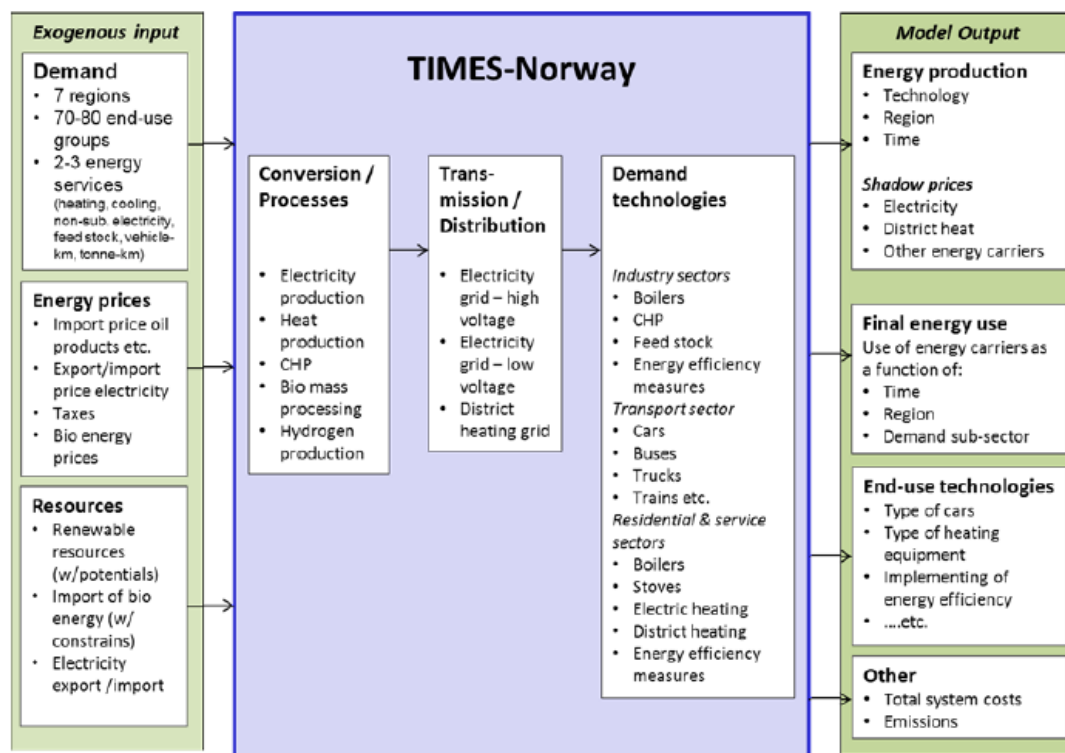 Exogenous input
Demand
• 7 regions
• 70-80 end-use
groups
• 2-3 energy
services
(heating, cooling,
non-sub. electricity,
feed stock, vehicle-
km, tonne-km)
Energy prices
• Import price oil
products etc.
• Export/import
price electricity
• Taxes
• Bio energy
prices
Resources
• Renewable
resources
(w/potentials)
• Import of bio
energy (w/
constrains)
• Electricity
export /import
TIMES-Norway
Conversion /
Processes
• Electricity
production
• Heat
production
• CHP
• Bio mass
processing
• Hydrogen
production
Trans-
mission /
Distribution
• Electricity
grid – high
voltage
• Electricity
grid – low
voltage
• District
heating grid
Demand
technologies
Industry sectors
• Boilers
• CHP
• Feed stock
• Energy efficiency
measures
Transport sector
• Cars
• Buses
• Trucks
• Trains etc.
Residential & service
sectors
• Boilers
• Stoves
• Electric heating
• District heating
• Energy efficiency
measures
Model Output
Energy production
• Technology
• Region
• Time
Shadow prices
• Electricity
• District heat
• Other energy carriers
Final energy use
Use of energy carriers as
a function of:
• Time
• Region
• Demand sub-sector
End-use technologies
• Type of cars
• Type of heating
equipment
• Implementing of
energy efficiency
• ....etc.
Other
• Total system costs
• Emissions